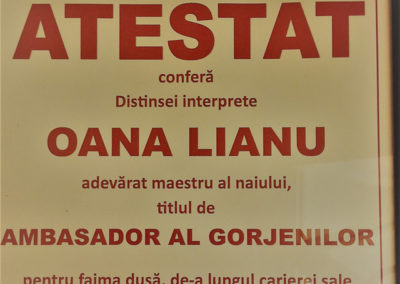 ATESTAT
conferă
Distinsei interprete
OANA LIANU
adevărat maestru al naiului,
titlul de
AMBASADOR AL GORJENILOR
pentru faima dusă, de-a lungul carierei sale